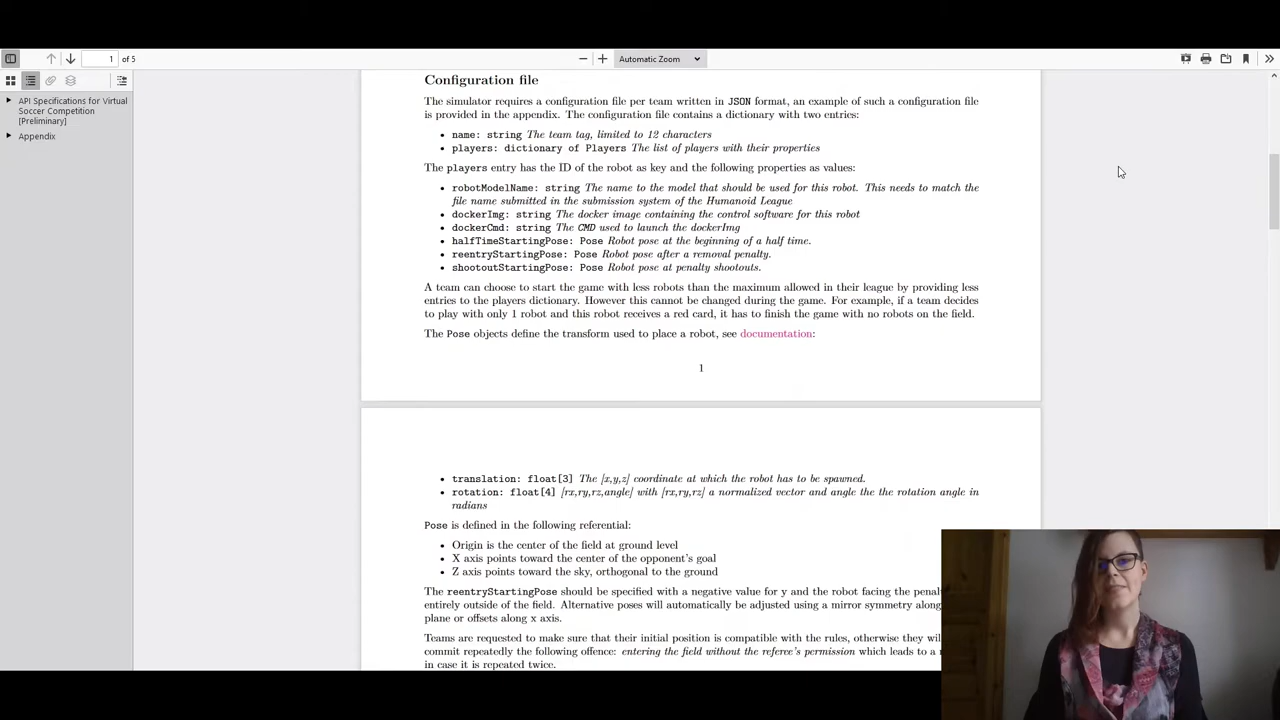 1 of 5
Automatic Zoom
API Specifications for Virtual
Soccer Competition
[Preliminary]
Appendix
Configuration file
The simulator requires a configuration file per team written in JSON format, an example of such a configuration file
is provided in the appendix. The configuration file contains a dictionary with two entries:
• name: string The team tag, limited to 12 characters
• players: dictionary of Players The list of players with their properties
The players entry has the ID of the robot as key and the following properties as values:
• robotModelName: string The name to the model that should be used for this robot. This needs to match the
file name submitted in the submission system of the Humanoid League
• dockerImg: string The docker image containing the control software for this robot
• dockerCmd: string The CMD used to launch the dockerImg
• halfTimeStartingPose: Pose Robot pose at the beginning of a half time.
• reentryStartingPose: Pose Robot pose after a removal penalty.
• shootoutStartingPose: Pose Robot pose at penalty shootouts.
A team can choose to start the game with less robots than the maximum allowed in their league by providing less
entries to the players dictionary. However this cannot be changed during the game. For example, if a team decides
to play with only 1 robot and this robot receives a red card, it has to finish the game with no robots on the field.
The Pose objects define the transform used to place a robot, see documentation:
1
• translation: float[3] The [x,y,z] coordinate at which the robot has to be spawned.
• rotation: float[4] [rx,ry,rz,angle] with [rx,ry,rz] a normalized vector and angle the the rotation angle in
radians
Pose is defined in the following referential:
• Origin is the center of the field at ground level
• X axis points toward the center of the opponent's goal
• Z axis points toward the sky, orthogonal to the ground
The reentryStartingPose should be specified with a negative value for y and the robot facing the
entirely outside of the field. Alternative poses will automatically be adjusted using a mirror symmetry
plane or offsets along x axis.
Teams are requested to make sure that their initial position is compatible with the rules, otherwise they
commit repeatedly the following offence: entering the field without the referee's permission which leads to a
in case it is repeated twice.